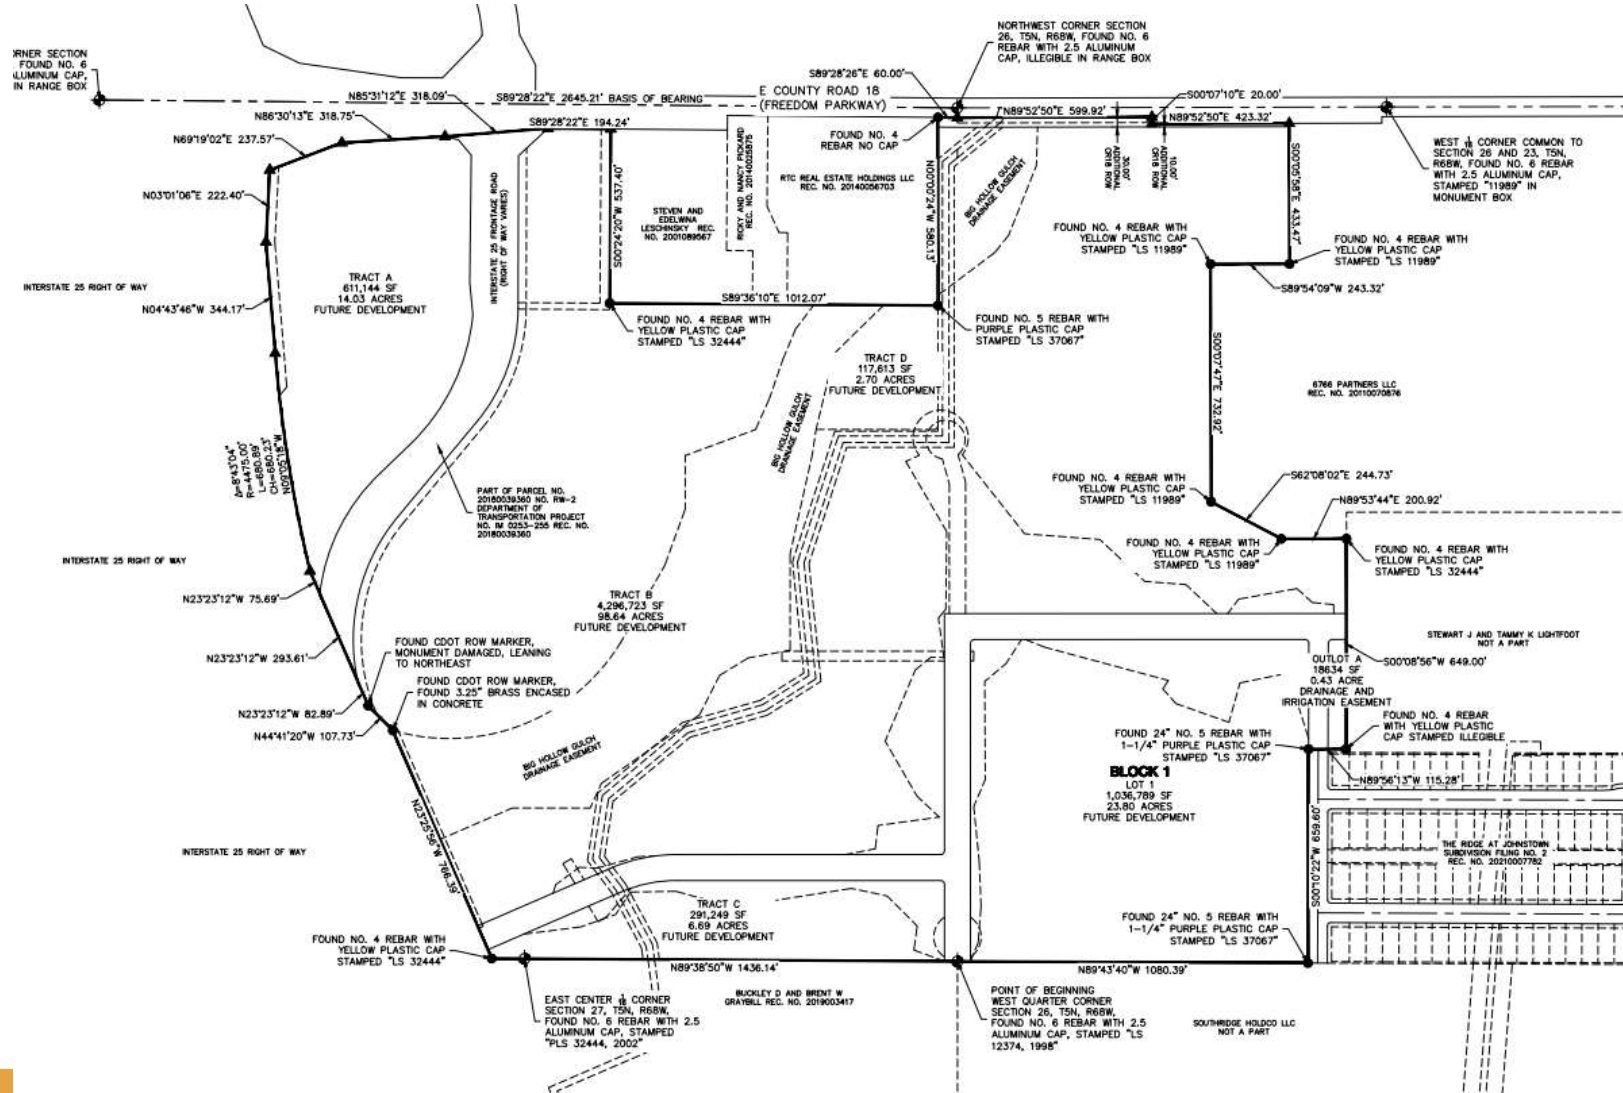 NORTHWEST CORNER SECTION
26, T5N, R68W, FOUND NO. 6
REBAR WITH 2.5 ALUMINUM
CAP, ILLEGIBLE IN RANGE BOX
RNER SECTION
FOUND NO. 6
LUMINUM CAP,
IN RANGE BOX
S89°28'26"E 60.00'
N85°31'12"E 318.09'
S89°28'22"E 2645.21' BASIS OF BEARING
E COUNTY ROAD 18
(FREEDOM PARKWAY)
S00°07'10"E 20.00'
N86°30'13"E 318.75'
S89°28'22"E 194.24'
N89°52'50"E 599.92'
N89°52'50"E 423.32'
N69°19'02"E 237.57'
FOUND NO. 4
REBAR NO CAP
WEST 1/16 CORNER COMMON TO
SECTION 26 AND 23, T5N,
R68W, FOUND NO. 6 REBAR
WITH 2.5 ALUMINUM CAP,
STAMPED "11989" IN
MONUMENT BOX
30.00'
ADDITIONAL
CR18 ROW
10.00'
ADDITIONAL
CR18 ROW
RICKY AND NANCY PICKARD
REC. NO. 20140025875
RTC REAL ESTATE HOLDINGS LLC
REC. NO. 20140056703
N03°01'06"E 222.40'
INTERSTATE 25 FRONTAGE ROAD
(RIGHT OF WAY VARIES)
S00°24'20"W 537.40'
STEVEN AND
EDELWINA
LESCHINSKY REC.
NO. 2001089567
N00°00'24"W 580.13'
BIG HOLLOW GULCH
DRAINAGE EASEMENT
S00°05'58"E 433.47'
FOUND NO. 4 REBAR WITH
YELLOW PLASTIC CAP
STAMPED "LS 11989"
FOUND NO. 4 REBAR WITH
YELLOW PLASTIC CAP
STAMPED "LS 11989"
TRACT A
611,144 SF
14.03 ACRES
FUTURE DEVELOPMENT
INTERSTATE 25 RIGHT OF WAY
N04°43'46"W 344.17'
S89°36'10"E 1012.07'
S89°54'09"W 243.32'
FOUND NO. 4 REBAR WITH
YELLOW PLASTIC CAP
STAMPED "LS 32444"
FOUND NO. 5 REBAR WITH
PURPLE PLASTIC CAP
STAMPED "LS 37067"
TRACT D
117,613 SF
2.70 ACRES
FUTURE DEVELOPMENT
S00°07'47"E 732.92'
6766 PARTNERS LLC
REC. NO. 20110070876
BIG HOLLOW GULCH
DRAINAGE EASEMENT
Δ=8°43'04"
R=4475.00'
L=680.89'
CH=680.23'
N09°05'18"W
PART OF PARCEL NO.
20180039360 NO. RW-2
DEPARTMENT OF
TRANSPORTATION PROJECT
NO. IM 0253-255 REC. NO.
20180039360
FOUND NO. 4 REBAR WITH
YELLOW PLASTIC CAP
STAMPED "LS 11989"
S62°08'02"E 244.73'
N89°53'44"E 200.92'
FOUND NO. 4 REBAR WITH
YELLOW PLASTIC CAP
STAMPED "LS 11989"
FOUND NO. 4 REBAR WITH
YELLOW PLASTIC CAP
STAMPED "LS 32444"
INTERSTATE 25 RIGHT OF WAY
N23°23'12"W 75.69'
TRACT B
4,296,723 SF
98.64 ACRES
FUTURE DEVELOPMENT
FOUND CDOT ROW MARKER,
MONUMENT DAMAGED, LEANING
TO NORTHEAST
N23°23'12"W 293.61'
STEWART J AND TAMMY K LIGHTFOOT
NOT A PART
S00°08'56"W 649.00'
OUTLOT A
18634 SF
0.43 ACRE
DRAINAGE AND
IRRIGATION EASEMENT
FOUND CDOT ROW MARKER,
FOUND 3.25" BRASS ENCASED
IN CONCRETE
N23°23'12"W 82.89'
N44°41'20"W 107.73'
FOUND NO. 4 REBAR
WITH YELLOW PLASTIC
CAP STAMPED ILLEGIBLE
FOUND 24" NO. 5 REBAR WITH
1-1/4" PURPLE PLASTIC CAP
STAMPED "LS 37067"
BIG HOLLOW GULCH
DRAINAGE EASEMENT
BLOCK 1
LOT 1
1,036,789 SF
23.80 ACRES
FUTURE DEVELOPMENT
N89°56'13"W 115.28'
N23°25'56"W 766.39'
S00°10'22"W 659.60'
INTERSTATE 25 RIGHT OF WAY
THE RIDGE AT JOHNSTOWN
SUBDIVISION FILING NO. 2
REC. NO. 20210007782
TRACT C
291,249 SF
6.69 ACRES
FUTURE DEVELOPMENT
FOUND 24" NO. 5 REBAR WITH
1-1/4" PURPLE PLASTIC CAP
STAMPED "LS 37067"
FOUND NO. 4 REBAR WITH
YELLOW PLASTIC CAP
STAMPED "LS 32444"
N89°38'50"W 1436.14'
N89°43'40"W 1080.39'
BUCKLEY D AND BRENT W
GRAYBILL REC. NO. 2019003417
EAST CENTER 1/16 CORNER
SECTION 27, T5N, R68W,
FOUND NO. 6 REBAR WITH 2.5
ALUMINUM CAP, STAMPED
"PLS 32444, 2002"
POINT OF BEGINNING
WEST QUARTER CORNER
SECTION 26, T5N, R68W,
FOUND NO. 6 REBAR WITH 2.5
ALUMINUM CAP, STAMPED "LS
12374, 1998"
SOUTHRIDGE HOLDCO LLC
NOT A PART